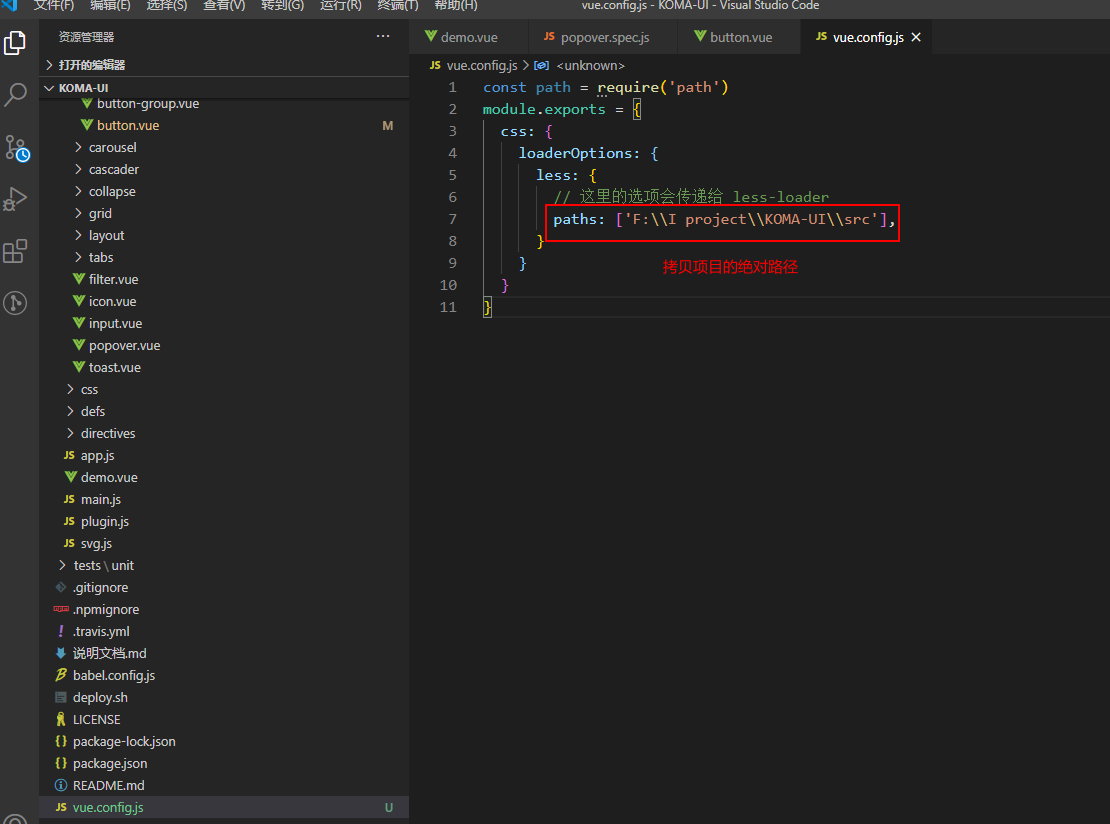 文件(F) 编辑(E) 选择(S) 查看(V) 转到(G) 运行(R) 终端(T) 帮助(H) vue.config.js - KOMA-UI - Visual Studio Code
资源管理器 ···
打开的编辑器
KOMA-UI
button-group.vue
button.vue M
carousel
cascader
collapse
grid
layout
tabs
filter.vue
icon.vue
input.vue
popover.vue
toast.vue
css
defs
directives
JS app.js
demo.vue
JS main.js
JS plugin.js
JS svg.js
tests\unit
.gitignore
npm .npmignore
! .travis.yml
说明文档.md
babel.config.js
deploy.sh
LICENSE
{} package-lock.json
{} package.json
README.md
JS vue.config.js U
demo.vue JS popover.spec.js button.vue JS vue.config.js
JS vue.config.js > <unknown>
1 const path = require('path')
2 module.exports = {
3 css: {
4 loaderOptions: {
5 less: {
6 // 这里的选项会传递给 less-loader
7 paths: ['F:\\I project\\KOMA-UI\\src'],
8 }
9 }
拷贝项目的绝对路径
10 }
11 }